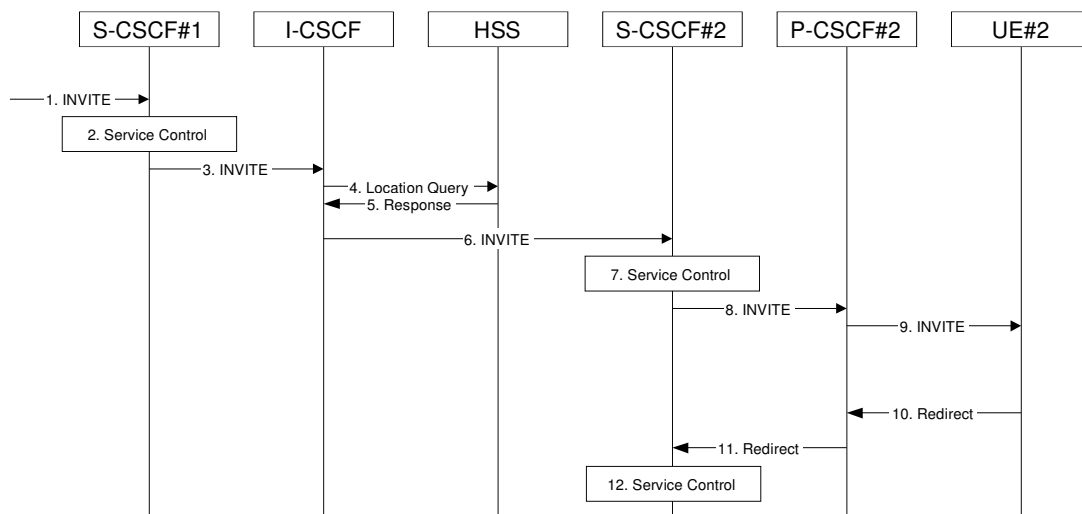 S-CSCF#1
I-CSCF
HSS
S-CSCF#2
P-CSCF#2
UE#2
1. INVITE
2. Service Control
3. INVITE
4. Location Query
5. Response
6. INVITE
7. Service Control
8. INVITE
9. INVITE
10. Redirect
11. Redirect
12. Service Control